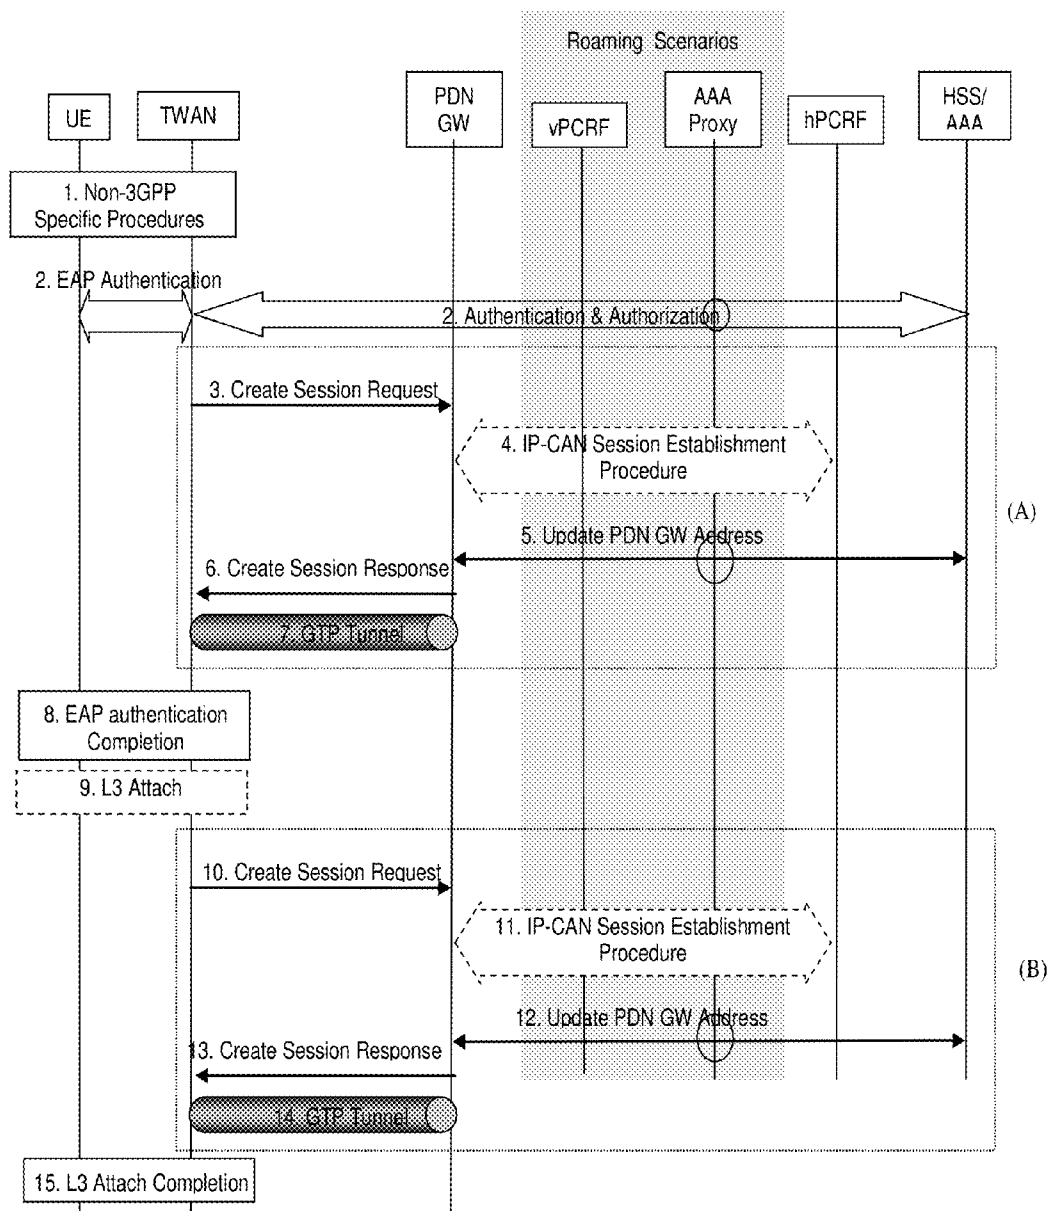 Roaming Scenarios
UE
TWAN
PDN
GW
vPCRF
AAA
Proxy
hPCRF
HSS/
AAA
1. Non-3GPP
Specific Procedures
2. EAP Authentication
2. Authentication & Authorization
3. Create Session Request
4. IP-CAN Session Establishment
Procedure
(A)
5. Update PDN GW Address
6. Create Session Response
7. GTP Tunnel
8. EAP authentication
Completion
9. L3 Attach
10. Create Session Request
11. IP-CAN Session Establishment
Procedure
(B)
12. Update PDN GW Address
13. Create Session Response
14. GTP Tunnel
15. L3 Attach Completion